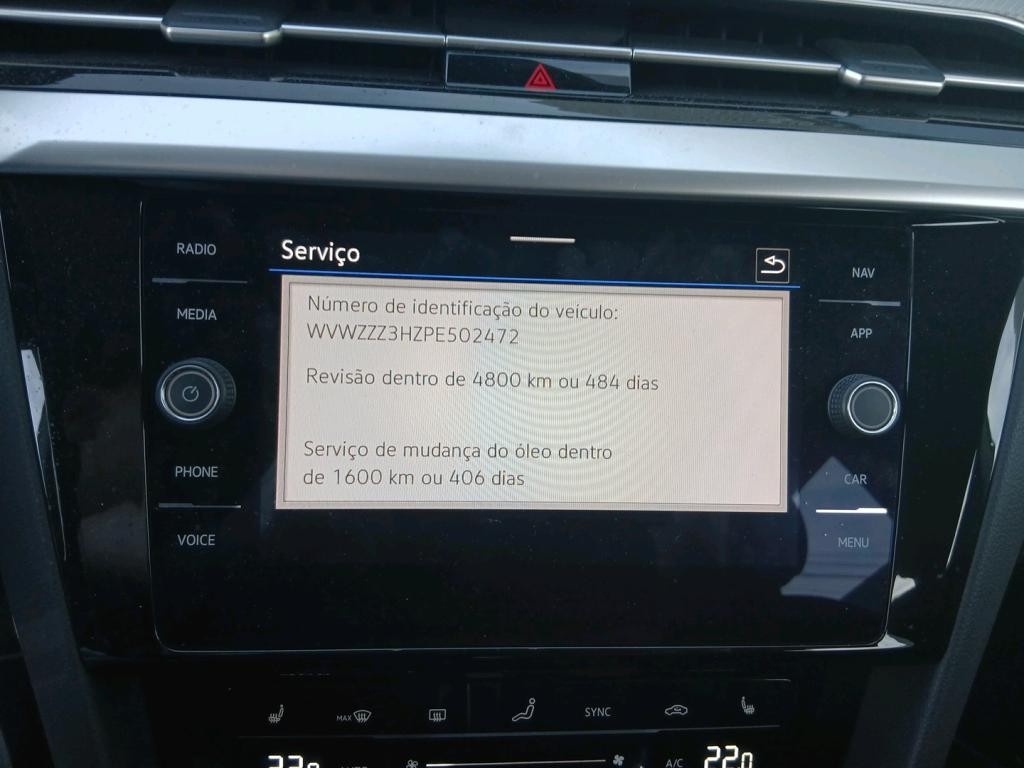 RADIO
MEDIA
PHONE
VOICE
Serviço
Número de identificação do veículo:
WVWZZZ3HZPE502472
Revisão dentro de 4800 km ou 484 dias
Serviço de mudança do óleo dentro
de 1600 km ou 406 dias
NAV
APP
CAR
MENU
MAX
SYNC
A/C